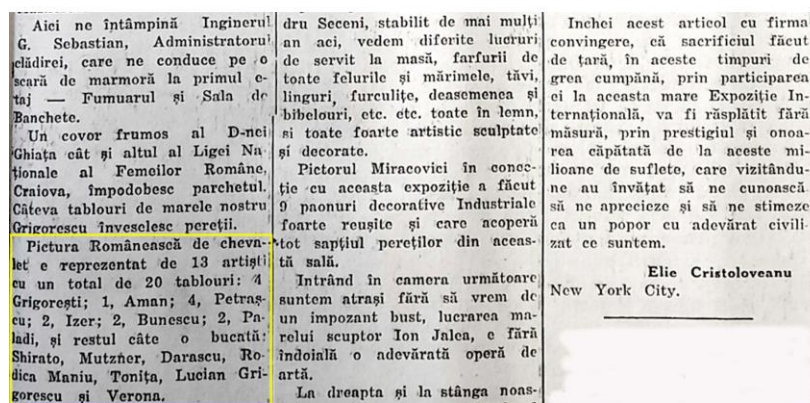 Aici ne întâmpină Inginerul
G. Sebastian, Administratorul
clădirei, care ne conduce pe o
scară de marmoră la primul e-
taj — Fumuarul și Sala de
Banchete.
Un covor frumos al D-nei
Ghiața cât și altul al Ligei Na-
ționale al Femeilor Române,
Craiova, împodobesc parchetul.
Câteva tablouri de marele nostru
Grigorescu înveselesc pereții.
Pictura Românească de cheva-
let e reprezentat de 13 artiști
cu un total de 20 tablouri: 4
Grigorești; 1, Aman; 4, Petraș-
cu; 2, Izer; 2, Bunescu; 2, Pa-
ladi, și restul câte o bucată:
Shirato, Mutzner, Darascu, Ro-
dica Maniu, Tonița, Lucian Gri-
gorescu și Verona.
dru Seceni, stabilit de mai mulți
an aci, vedem diferite lucruri
de servit la masă, farfurii de
toate felurile și mărimele, tăvi,
linguri, furculițe, deasemenea și
bibelouri, etc. etc. toate în lemn,
și toate foarte artistic sculptate
și decorate.
Pictorul Miracovici în conec-
ție cu aceasta expoziție a făcut
9 paonuri decorative Industriale
foarte reușite și care acoperă
tot sapțiul pereților din aceas-
tă sală.
Intrând în camera următoare
suntem atrași fără să vrem de
un impozant bust, lucrarea ma-
relui scuptor Ion Jalea, e fără
îndoială o adevărată operă de
artă.
La dreapta și la stânga noas-
Inchei acest articol cu firma
convingere, că sacrificiul făcut
de țară, în aceste timpuri de
grea cumpănă, prin participarea
ei la aceasta mare Expoziție In-
ternațională, va fi răsplătit fără
măsură, prin prestigiul și onoa-
rea căpătată de la aceste mi-
lioane de suflete, care vizitându-
ne au învățat să ne cunoască
să ne aprecieze și să ne stimeze
ca un popor cu adevărat civili-
zat ce suntem.
Elie Cristoloveanu
New York City.